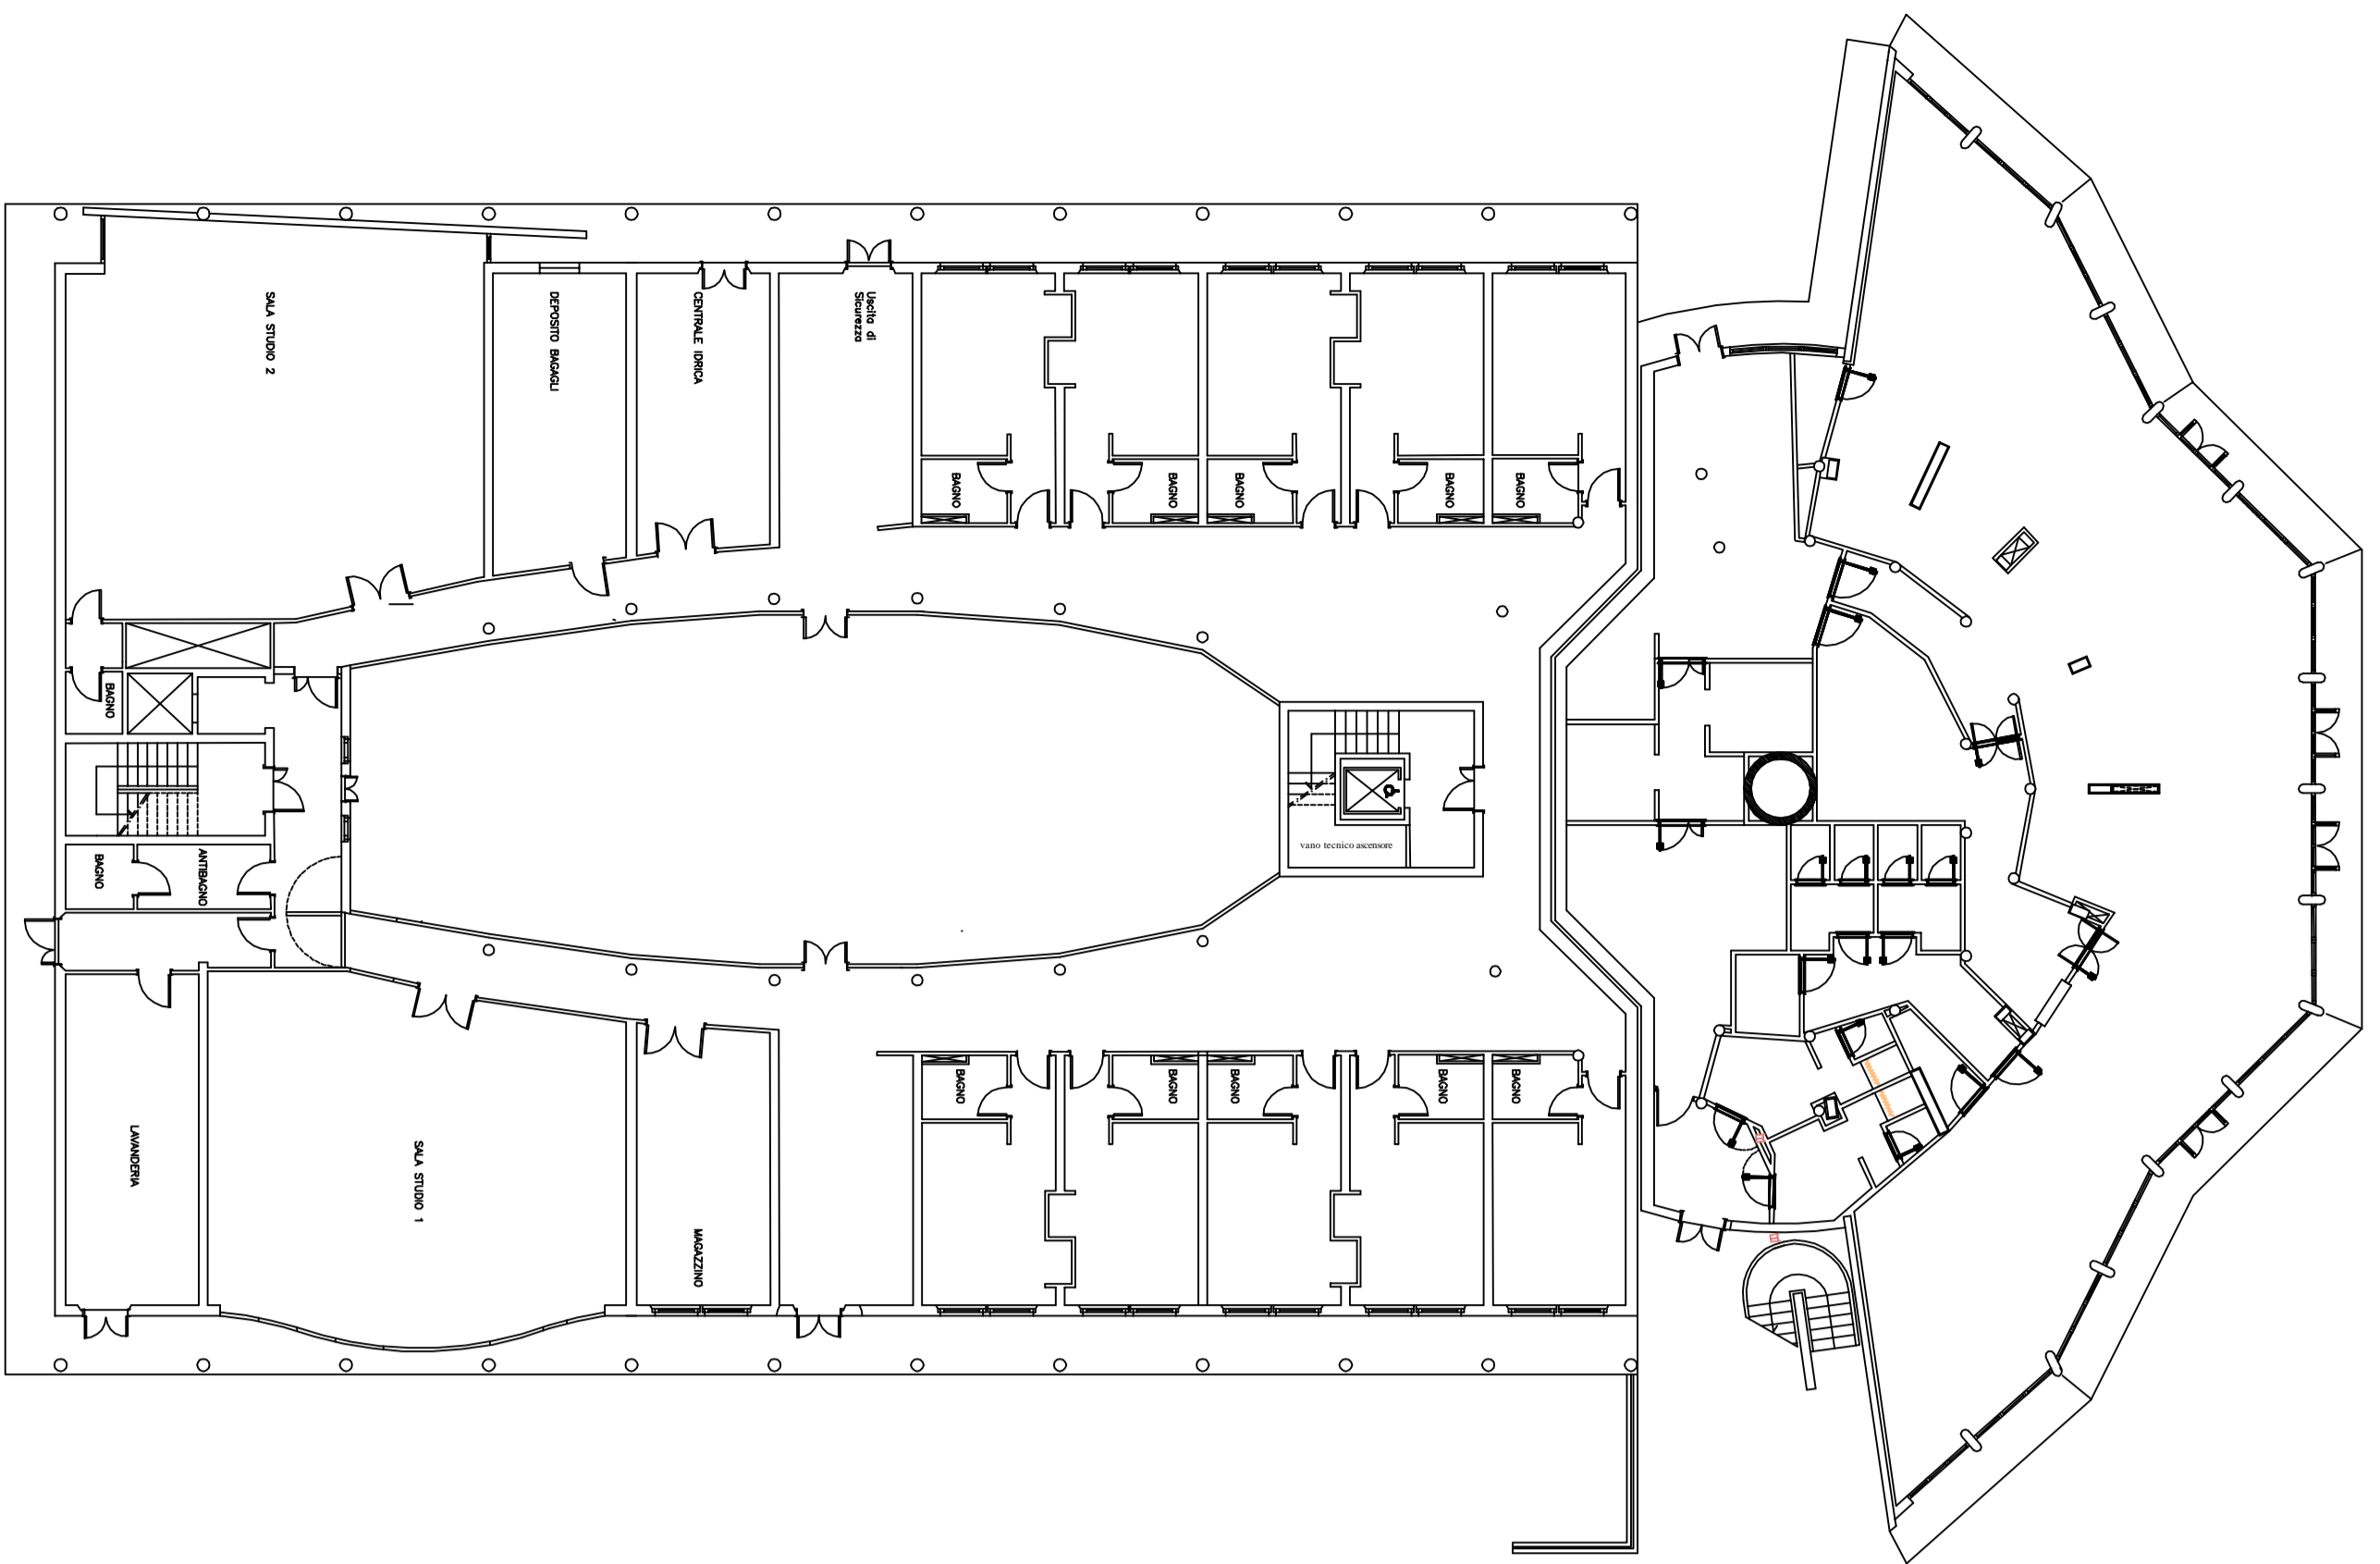 SALA STUDIO 2
DEPOSITO BAGAGLI
CENTRALE IDRICA
Uscita di
Sicurezza
BAGNO
BAGNO
BAGNO
BAGNO
BAGNO
BAGNO
vano tecnico ascensore
BAGNO
ANTIBAGNO
BAGNO
BAGNO
BAGNO
BAGNO
BAGNO
LAVANDERIA
SALA STUDIO 1
MAGAZZINO